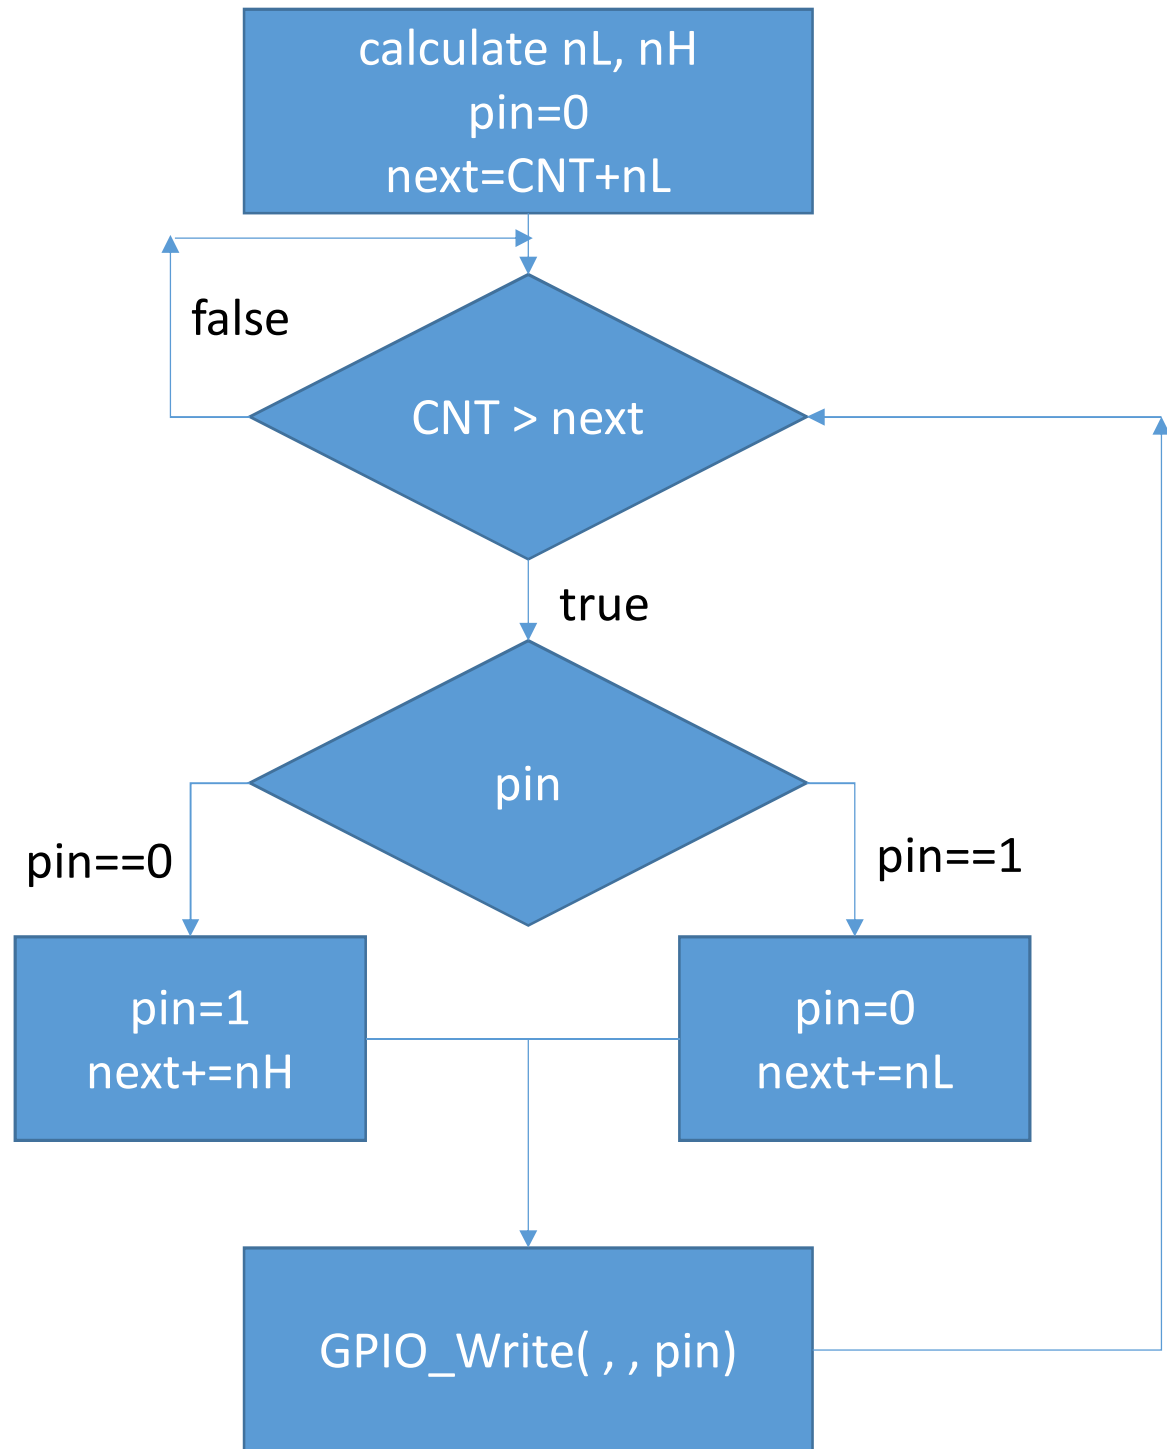 calculate nL, nH
pin=0
next=CNT+nL
false
CNT > next
true
pin
pin==0
pin==1
pin=1
next+=nH
pin=0
next+=nL
GPIO_Write( , , pin)